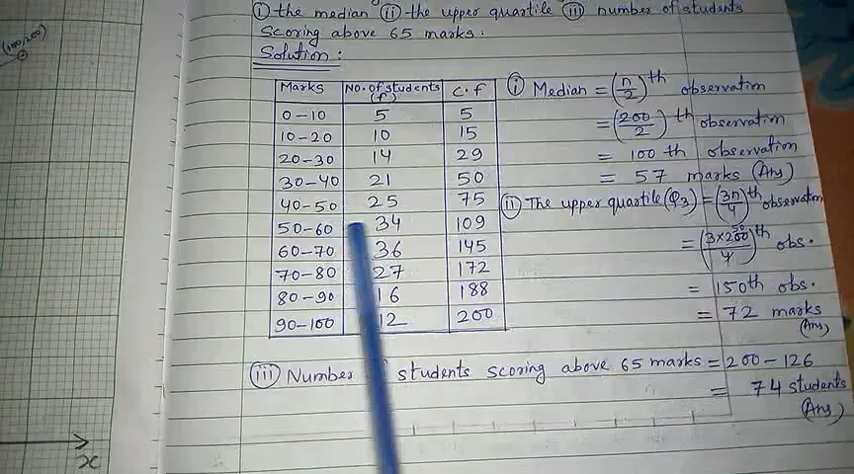 (100,200)
(i) the median (ii) the upper quartile (iii) number of students
scoring above 65 marks.
Solution :
Marks No. of students (f) C.f
0-10 5 5
10-20 10 15
20-30 14 29
30-40 21 50
40-50 25 75
50-60 34 109
60-70 36 145
70-80 27 172
80-90 16 188
90-100 12 200
(i) Median = (n/2)th observation
= (200/2)th observation
= 100 th observation
= 57 marks (Ans)
(ii) The upper quartile (Q3) = (3n/4)th observation
= (3×200/4)th obs.
= 150th obs.
= 72 marks
(Ans)
(iii) Number students scoring above 65 marks = 200-126
= 74 students
(Ans)
x